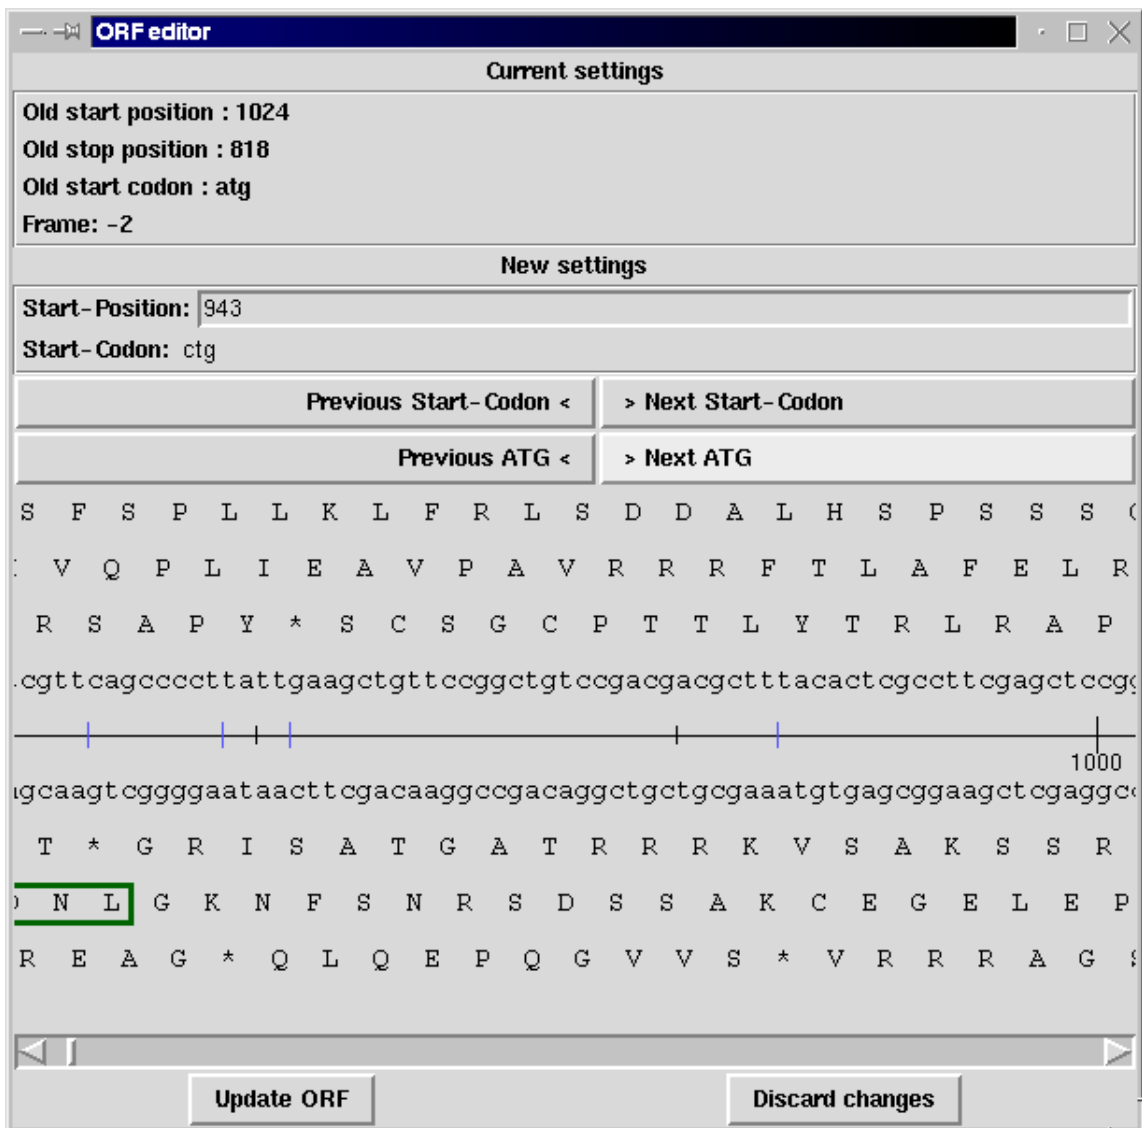 ORF editor
Current settings
Old start position : 1024
Old stop position : 818
Old start codon : atg
Frame: -2
New settings
Start-Position: 943
Start-Codon: ctg
Previous Start-Codon < > Next Start-Codon
Previous ATG < > Next ATG
S F S P L L K L F R L S D D A L H S P S S S
V Q P L I E A V P A V R R R F T L A F E L R
R S A P Y * S C S G C P T T L Y T R L R A P
cgttcagccccttattgaagctgttccggctgtccgacgacgctttacactcgccttcgagctccg
1000
gcaagtcggggaataacttcgacaaggccgacaggctgctgcgaaatgtgagcggaagctcgaggc
T * G R I S A T G A T R R R K V S A K S S R
N L G K N F S N R S D S S A K C E G E L E P
R E A G * Q L Q E P Q G V V S * V R R R A G
Update ORF Discard changes